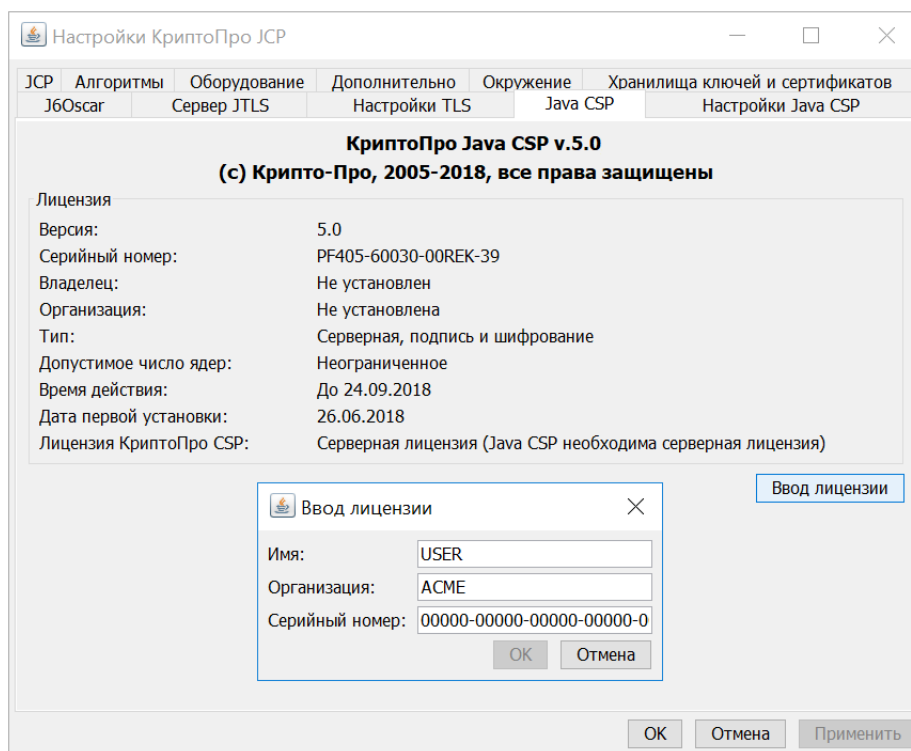 Настройки КриптоПро JCP
JCP Алгоритмы Оборудование Дополнительно Окружение Хранилища ключей и сертификатов
J6Oscar Сервер JTLS Настройки TLS Java CSP Настройки Java CSP
КриптоПро Java CSP v.5.0
(c) Крипто-Про, 2005-2018, все права защищены
Лицензия
Версия: 5.0
Серийный номер: PF405-60030-00REK-39
Владелец: Не установлен
Организация: Не установлена
Тип: Серверная, подпись и шифрование
Допустимое число ядер: Неограниченное
Время действия: До 24.09.2018
Дата первой установки: 26.06.2018
Лицензия КриптоПро CSP: Серверная лицензия (Java CSP необходима серверная лицензия)
Ввод лицензии
Ввод лицензии
Имя: USER
Организация: ACME
Серийный номер: 00000-00000-00000-00000-0
OK Отмена
OK Отмена Применить